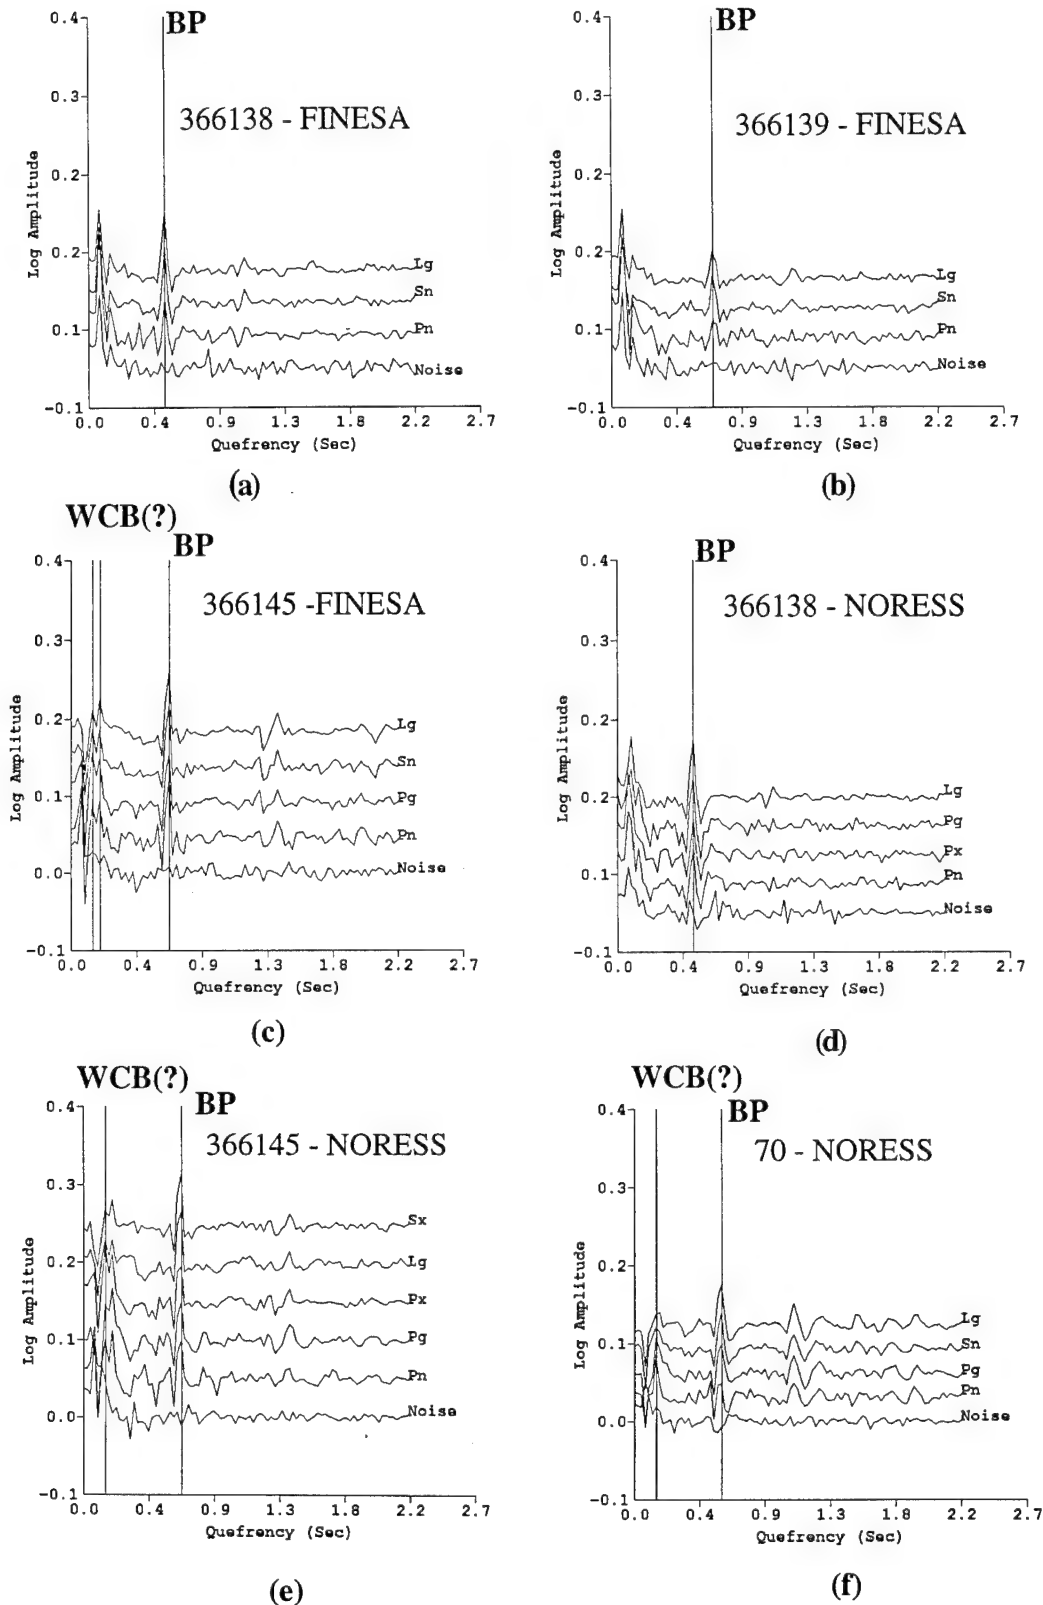 BP
366138 - FINESA
Log Amplitude
0.4
0.3
0.2
0.2
0.1
-0.1
Lg
Sn
Pn
Noise
0.0 0.4 0.9 1.3 1.8 2.2 2.7
Quefrency (Sec)
(a)
BP
366139 - FINESA
Log Amplitude
0.4
0.3
0.2
0.2
0.1
-0.1
Lg
Sn
Pn
Noise
0.0 0.4 0.9 1.3 1.8 2.2 2.7
Quefrency (Sec)
(b)
WCB(?)
BP
366145 -FINESA
Log Amplitude
0.4
0.3
0.2
0.1
0.0
-0.1
Lg
Sn
Pg
Pn
Noise
0.0 0.4 0.9 1.3 1.8 2.2 2.7
Quefrency (Sec)
(c)
BP
366138 - NORESS
Log Amplitude
0.4
0.3
0.2
0.2
0.1
-0.1
Lg
Pg
Px
Pn
Noise
0.0 0.4 0.9 1.3 1.8 2.2 2.7
Quefrency (Sec)
(d)
WCB(?)
BP
366145 - NORESS
Log Amplitude
0.4
0.3
0.2
0.1
0.0
-0.1
Sx
Lg
Px
Pg
Pn
Noise
0.0 0.4 0.9 1.3 1.8 2.2 2.7
Quefrency (Sec)
(e)
WCB(?)
BP
70 - NORESS
Log Amplitude
0.4
0.3
0.2
0.1
0.0
-0.1
Lg
Sn
Pg
Pn
Noise
0.0 0.4 0.9 1.3 1.8 2.2 2.7
Quefrency (Sec)
(f)